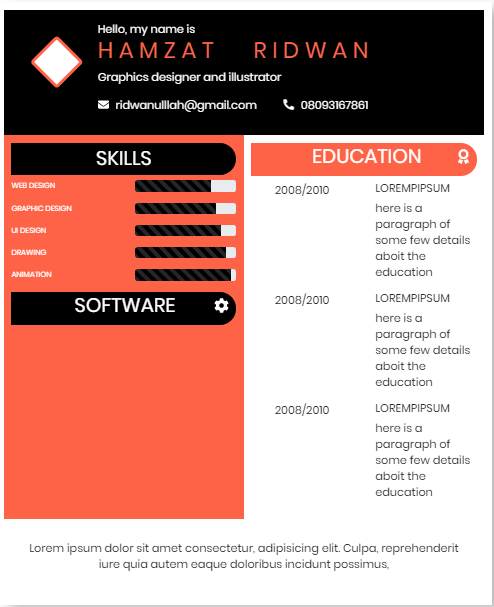 Hello, my name is
HAMZAT RIDWAN
Graphics designer and illustrator
ridwanulllah@gmail.com 08093167861
SKILLS
WEB DESIGN
GRAPHIC DESIGN
UI DESIGN
DRAWING
ANIMATION
SOFTWARE
EDUCATION
2008/2010 LOREMPIPSUM
here is a
paragraph of
some few details
aboit the
education
2008/2010 LOREMPIPSUM
here is a
paragraph of
some few details
aboit the
education
2008/2010 LOREMPIPSUM
here is a
paragraph of
some few details
aboit the
education
Lorem ipsum dolor sit amet consectetur, adipisicing elit. Culpa, reprehenderit
iure quia autem eaque doloribus incidunt possimus,